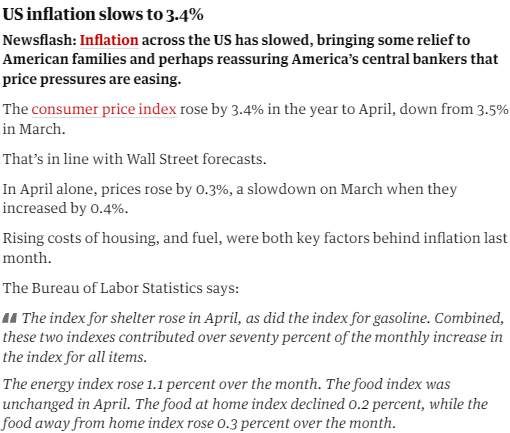 US inflation slows to 3.4%
Newsflash: Inflation across the US has slowed, bringing some relief to
American families and perhaps reassuring America’s central bankers that
price pressures are easing.
The consumer price index rose by 3.4% in the year to April, down from 3.5%
in March.
That’s in line with Wall Street forecasts.
In April alone, prices rose by 0.3%, a slowdown on March when they
increased by 0.4%.
Rising costs of housing, and fuel, were both key factors behind inflation last
month.
The Bureau of Labor Statistics says:
“ The index for shelter rose in April, as did the index for gasoline. Combined,
these two indexes contributed over seventy percent of the monthly increase in
the index for all items.
The energy index rose 1.1 percent over the month. The food index was
unchanged in April. The food at home index declined 0.2 percent, while the
food away from home index rose 0.3 percent over the month.